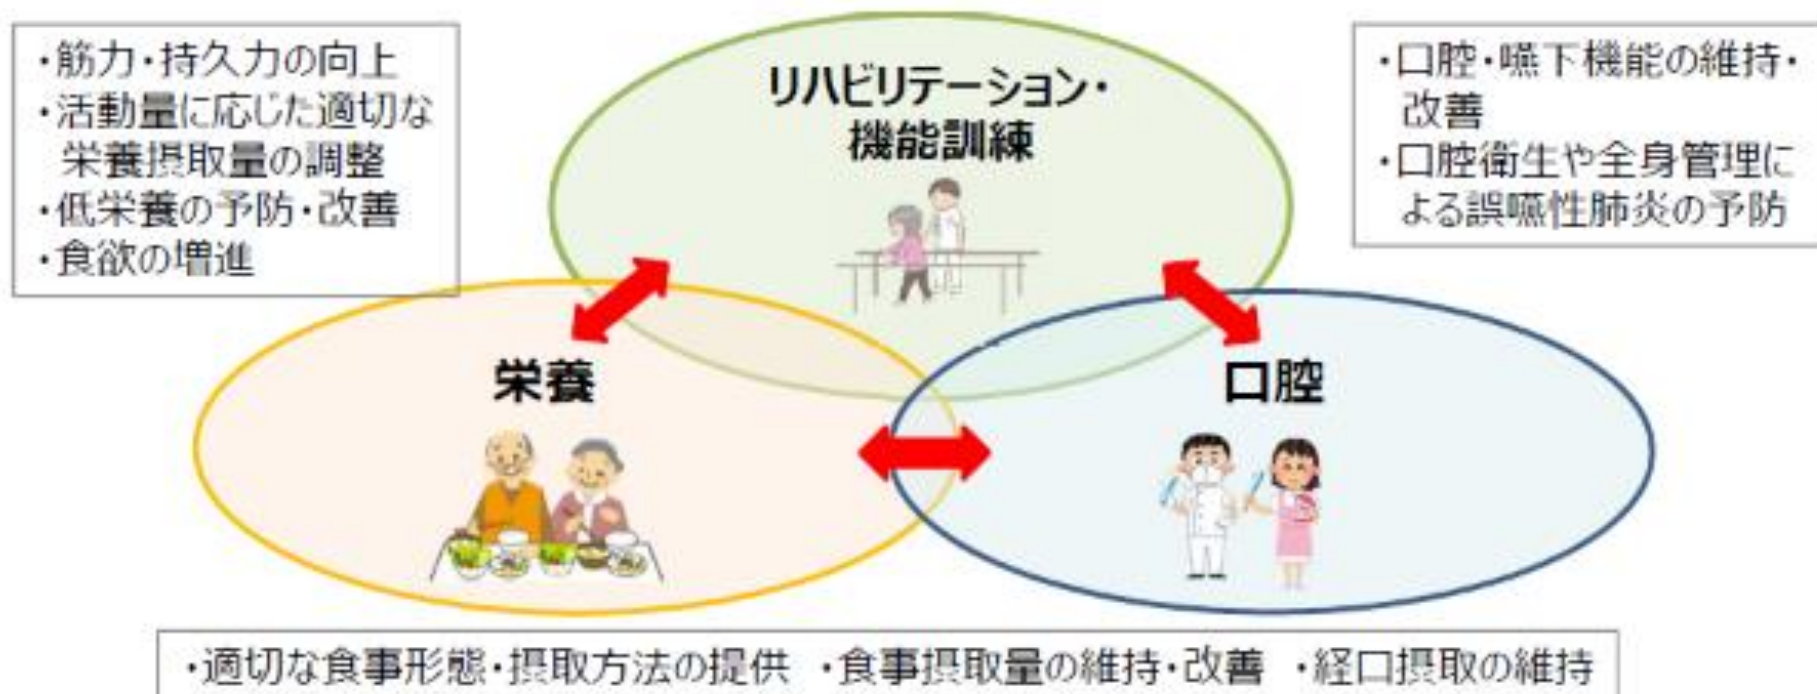 ・筋力・持久力の向上
・活動量に応じた適切な
栄養摂取量の調整
・低栄養の予防・改善
・食欲の増進
リハビリテーション・
機能訓練
・口腔・嚥下機能の維持・
改善
・口腔衛生や全身管理に
よる誤嚥性肺炎の予防
栄養
口腔
・適切な食事形態・摂取方法の提供 ・食事摂取量の維持・改善 ・経口摂取の維持